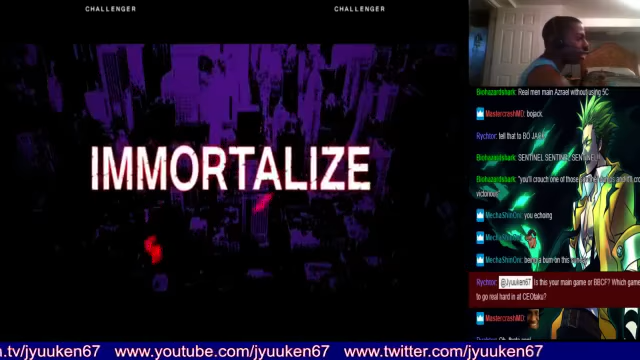 CHALLENGER
CHALLENGER
IMMORTALIZE
Biohazardshark: Real men main Azrael without using 5C
MastercrashMD: bojack.
Rychtor: tell that to BO JACK
Biohazardshark: SENTINEL SENTINEL SENTINEL
Biohazardshark: "you'll crouch one of those
victorious"
MechaShinOni: you echoing
MechaShinOni:
MechaShinOni: being a bum-bn this
Rychtor: @Jyuuken67 Is this your main game or BBCF? Which game
to go real hard in at CEOtaku?
MastercrashMD:
a.tv/jyuuken67 www.youtube.com/jyuuken67 www.twitter.com/jyuuken67